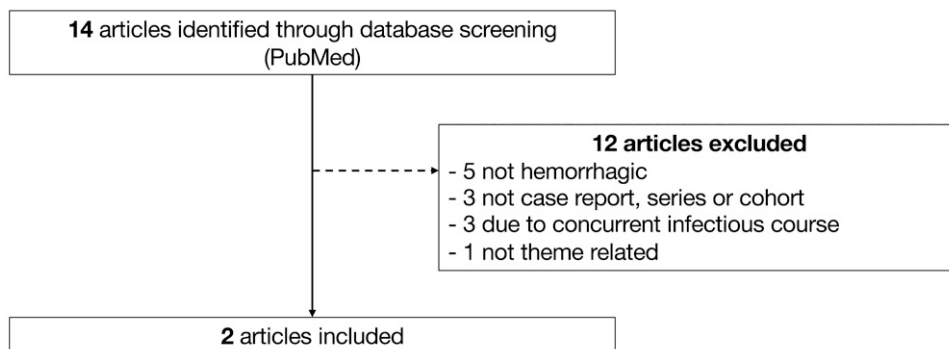 14 articles identified through database screening
(PubMed)
12 articles excluded
- 5 not hemorrhagic
- 3 not case report, series or cohort
- 3 due to concurrent infectious course
- 1 not theme related
2 articles included